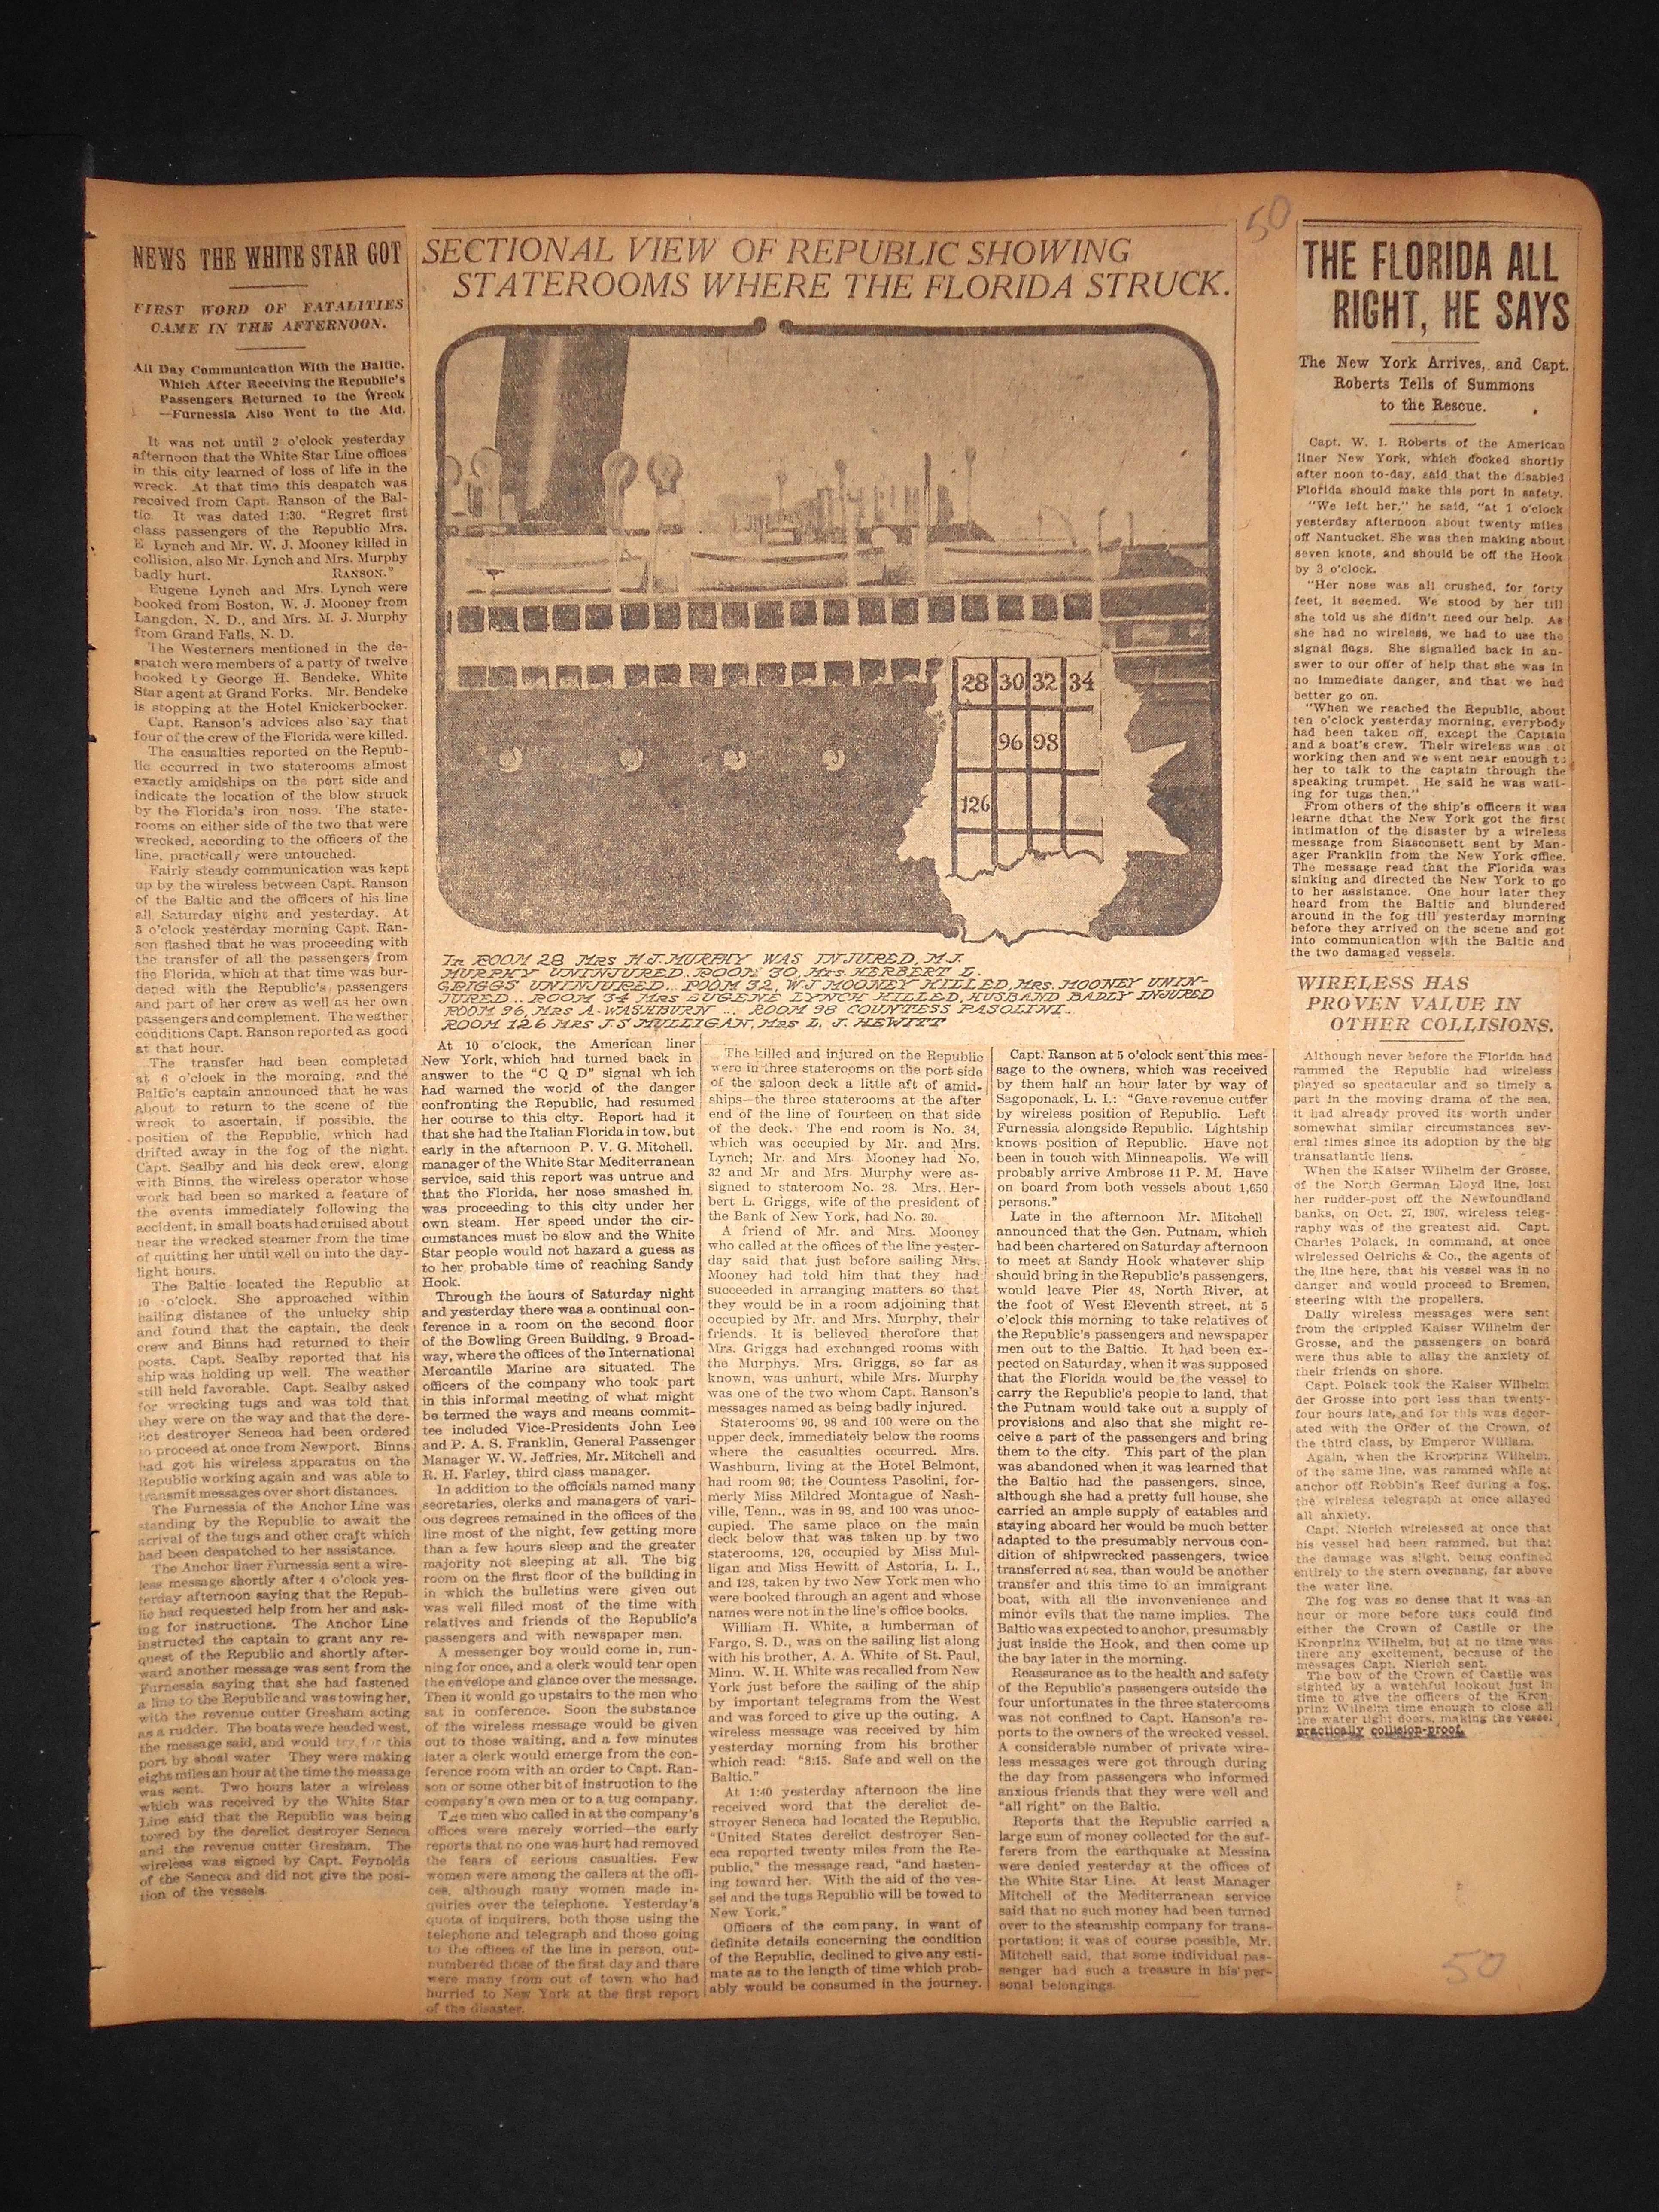 50
NEWS THE WHITE STAR GOT
FIRST WORD OF FATALITIES
CAME IN THE AFTERNOON.
All Day Communication With the Baltic,
Which After Receiving the Republic's
Passengers Returned to the Wreck
—Furnessia Also Went to the Aid.
It was not until 2 o'clock yesterday
afternoon that the White Star Line offices
in this city learned of loss of life in the
wreck. At that time this despatch was
received from Capt. Ranson of the Bal-
tic. It was dated 1:30. "Regret first
class passengers of the Republic Mrs.
E. Lynch and Mr. W. J. Mooney killed in
collision, also Mr. Lynch and Mrs. Murphy
badly hurt. RANSON."
Eugene Lynch and Mrs. Lynch were
booked from Boston, W. J. Mooney from
Langdon, N. D., and Mrs. M. J. Murphy
from Grand Falls, N. D.
The Westerners mentioned in the de-
spatch were members of a party of twelve
booked by George H. Bendeke, White
Star agent at Grand Forks. Mr. Bendeke
is stopping at the Hotel Knickerbocker.
Capt. Ranson's advices also say that
four of the crew of the Florida were killed.
The casualties reported on the Repub-
lic occurred in two staterooms almost
exactly amidships on the port side and
indicate the location of the blow struck
by the Florida's iron nose. The state-
rooms on either side of the two that were
wrecked, according to the officers of the
line, practically were untouched.
Fairly steady communication was kept
up by the wireless between Capt. Ranson
of the Baltic and the officers of his line
all Saturday night and yesterday. At
3 o'clock yesterday morning Capt. Ran-
son flashed that he was proceeding with
the transfer of all the passengers from
the Florida, which at that time was bur-
dened with the Republic's passengers
and part of her crew as well as her own
passengers and complement. The weather
conditions Capt. Ranson reported as good
at that hour.
The transfer had been completed
at 6 o'clock in the morning, and the
Baltic's captain announced that he was
about to return to the scene of the
wreck to ascertain, if possible, the
position of the Republic, which had
drifted away in the fog of the night.
Capt. Sealby and his deck crew, along
with Binns, the wireless operator whose
work had been so marked a feature of
the events immediately following the
accident, in small boats had cruised about
near the wrecked steamer from the time
of quitting her until well on into the day-
light hours.
The Baltic located the Republic at
10 o'clock. She approached within
hailing distance of the unlucky ship
and found that the captain, the deck
crew and Binns had returned to their
posts. Capt. Sealby reported that his
ship was holding up well. The weather
still held favorable. Capt. Sealby asked
for wrecking tugs and was told that
they were on the way and that the dere-
lict destroyer Seneca had been ordered
to proceed at once from Newport. Binns
had got his wireless apparatus on the
Republic working again and was able to
transmit messages over short distances.
The Furnessia of the Anchor Line was
standing by the Republic to await the
arrival of the tugs and other craft which
had been despatched to her assistance.
The Anchor liner Furnessia sent a wire-
less message shortly after 4 o'clock yes-
terday afternoon saying that the Repub-
lic had requested help from her and ask-
ing for instructions. The Anchor Line
instructed the captain to grant any re-
quest of the Republic and shortly after-
ward another message was sent from the
Furnessia saying that she had fastened
a line to the Republic and was towing her,
with the revenue cutter Gresham acting
as a rudder. The boats were headed west,
the message said, and would try for this
port by shoal water They were making
eight miles an hour at the time the message
was sent. Two hours later a wireless
which was received by the White Star
Line said that the Republic was being
towed by the derelict destroyer Seneca
and the revenue cutter Gresham. The
wireless was signed by Capt. Feynolds
of the Seneca and did not give the posi-
tion of the vessels.
SECTIONAL VIEW OF REPUBLIC SHOWING
STATEROOMS WHERE THE FLORIDA STRUCK.
28 30 32 34
96 98
126
In ROOM 28 Mrs M.J. MURPHY WAS INJURED, M.J.
MURPHY UNINJURED. ROOM 30, Mrs. HERBERT L.
GRIGGS UNINJURED.. ROOM 32, W J MOONEY KILLED, MRS. MOONEY UNIN-
JURED .. ROOM 34 MRS EUGENE LYNCH KILLED, HUSBAND BADLY INJURED
ROOM 96, MRS A. WASHBURN ... ROOM 98 COUNTESS PASOLINI..
ROOM 126 MRS J.S MULLIGAN, MRS L. J. HEWITT
At 10 o'clock, the American liner
New York, which had turned back in
answer to the "C Q D" signal which
had warned the world of the danger
confronting the Republic, had resumed
her course to this city. Report had it
that she had the Italian Florida in tow, but
early in the afternoon P. V. G. Mitchell,
manager of the White Star Mediterranean
service, said this report was untrue and
that the Florida, her nose smashed in,
was proceeding to this city under her
own steam. Her speed under the cir-
cumstances must be slow and the White
Star people would not hazard a guess as
to her probable time of reaching Sandy
Hook.
Through the hours of Saturday night
and yesterday there was a continual con-
ference in a room on the second floor
of the Bowling Green Building, 9 Broad-
way, where the offices of the International
Mercantile Marine are situated. The
officers of the company who took part
in this informal meeting of what might
be termed the ways and means commit-
tee included Vice-Presidents John Lee
and P. A. S. Franklin, General Passenger
Manager W. W. Jeffries, Mr. Mitchell and
R. H. Farley, third class manager.
In addition to the officials named many
secretaries, clerks and managers of vari-
ous degrees remained in the offices of the
line most of the night, few getting more
than a few hours sleep and the greater
majority not sleeping at all. The big
room on the first floor of the building in
in which the bulletins were given out
was well filled most of the time with
relatives and friends of the Republic's
passengers and with newspaper men.
A messenger boy would come in, run-
ning for once, and a clerk would tear open
the envelope and glance over the message.
Then it would go upstairs to the men who
sat in conference. Soon the substance
of the wireless message would be given
out to those waiting, and a few minutes
later a clerk would emerge from the con-
ference room with an order to Capt. Ran-
son or some other bit of instruction to the
company's own men or to a tug company.
The men who called in at the company's
offices were merely worried—the early
reports that no one was hurt had removed
the fears of serious casualties. Few
women were among the callers at the offi-
ces, although many women made in-
quiries over the telephone. Yesterday's
quota of inquirers, both those using the
telephone and telegraph and those going
to the offices of the line in person, out-
numbered those of the first day and there
were many from out of town who had
hurried to New York at the first report
of the disaster.
The killed and injured on the Republic
were in three staterooms on the port side
of the saloon deck a little aft of amid-
ships—the three staterooms at the after
end of the line of fourteen on that side
of the deck. The end room is No. 34,
which was occupied by Mr. and Mrs.
Lynch; Mr. and Mrs. Mooney had No.
32 and Mr and Mrs. Murphy were as-
signed to stateroom No. 28. Mrs. Her-
bert L. Griggs, wife of the president of
the Bank of New York, had No. 30.
A friend of Mr. and Mrs. Mooney
who called at the offices of the line yester-
day said that just before sailing Mrs.
Mooney had told him that they had
succeeded in arranging matters so that
they would be in a room adjoining that
occupied by Mr. and Mrs. Murphy, their
friends. It is believed therefore that
Mrs. Griggs had exchanged rooms with
the Murphys. Mrs. Griggs, so far as
known, was unhurt, while Mrs. Murphy
was one of the two whom Capt. Ranson's
messages named as being badly injured.
Staterooms 96, 98 and 100 were on the
upper deck, immediately below the rooms
where the casualties occurred. Mrs.
Washburn, living at the Hotel Belmont,
had room 96; the Countess Pasolini, for-
merly Miss Mildred Montague of Nash-
ville, Tenn., was in 98, and 100 was unoc-
cupied. The same place on the main
deck below that was taken up by two
staterooms, 126, occupied by Miss Mul-
ligan and Miss Hewitt of Astoria, L. I.,
and 128, taken by two New York men who
were booked through an agent and whose
names were not in the line's office books.
William H. White, a lumberman of
Fargo, S. D., was on the sailing list along
with his brother, A. A. White of St. Paul,
Minn. W. H. White was recalled from New
York just before the sailing of the ship
by important telegrams from the West
and was forced to give up the outing. A
wireless message was received by him
yesterday morning from his brother
which read: "8:15. Safe and well on the
Baltic."
At 1:40 yesterday afternoon the line
received word that the derelict de-
stroyer Seneca had located the Republic.
"United States derelict destroyer Sen-
eca reported twenty miles from the Re-
public," the message read, "and hasten-
ing toward her. With the aid of the ves-
sel and the tugs Republic will be towed to
New York."
Officers of the company, in want of
definite details concerning the condition
of the Republic, declined to give any esti-
mate as to the length of time which prob-
ably would be consumed in the journey.
Capt. Ranson at 5 o'clock sent this mes-
sage to the owners, which was received
by them half an hour later by way of
Sagoponack, L. I.: "Gave revenue cutter
by wireless position of Republic. Left
Furnessia alongside Republic. Lightship
knows position of Republic. Have not
been in touch with Minneapolis. We will
probably arrive Ambrose 11 P. M. Have
on board from both vessels about 1,650
persons."
Late in the afternoon Mr. Mitchell
announced that the Gen. Putnam, which
had been chartered on Saturday afternoon
to meet at Sandy Hook whatever ship
should bring in the Republic's passengers,
would leave Pier 48, North River, at
the foot of West Eleventh street, at 5
o'clock this morning to take relatives of
the Republic's passengers and newspaper
men out to the Baltic. It had been ex-
pected on Saturday, when it was supposed
that the Florida would be the vessel to
carry the Republic's people to land, that
the Putnam would take out a supply of
provisions and also that she might re-
ceive a part of the passengers and bring
them to the city. This part of the plan
was abandoned when it was learned that
the Baltic had the passengers, since,
although she had a pretty full house, she
carried an ample supply of eatables and
staying aboard her would be much better
adapted to the presumably nervous con-
dition of shipwrecked passengers, twice
transferred at sea, than would be another
transfer and this time to an immigrant
boat, with all the invonvenience and
minor evils that the name implies. The
Baltic was expected to anchor, presumably
just inside the Hook, and then come up
the bay later in the morning.
Reassurance as to the health and safety
of the Republic's passengers outside the
four unfortunates in the three staterooms
was not confined to Capt. Hanson's re-
ports to the owners of the wrecked vessel.
A considerable number of private wire-
less messages were got through during
the day from passengers who informed
anxious friends that they were well and
"all right" on the Baltic.
Reports that the Republic carried a
large sum of money collected for the suf-
ferers from the earthquake at Messina
were denied yesterday at the offices of
the White Star Line. At least Manager
Mitchell of the Mediterranean service
said that no such money had been turned
over to the steamship company for trans-
portation; it was of course possible, Mr.
Mitchell said, that some individual pas-
senger had such a treasure in his per-
sonal belongings.
THE FLORIDA ALL
RIGHT, HE SAYS
The New York Arrives, and Capt.
Roberts Tells of Summons
to the Rescue.
Capt. W. I. Roberts of the American
liner New York, which docked shortly
after noon to-day, said that the disabled
Florida should make this port in safety.
"We left her," he said, "at 1 o'clock
yesterday afternoon about twenty miles
off Nantucket. She was then making about
seven knots, and should be off the Hook
by 3 o'clock.
"Her nose was all crushed, for forty
feet, it seemed. We stood by her till
she told us she didn't need our help. As
she had no wireless, we had to use the
signal flags. She signalled back in an-
swer to our offer of help that she was in
no immediate danger, and that we had
better go on.
"When we reached the Republic, about
ten o'clock yesterday morning, everybody
had been taken off, except the Captain
and a boat's crew. Their wireless was not
working then and we went near enough to
her to talk to the captain through the
speaking trumpet. He said he was wait-
ing for tugs then."
From others of the ship's officers it was
learne dthat the New York got the first
intimation of the disaster by a wireless
message from Siasconsett sent by Man-
ager Franklin from the New York office.
The message read that the Florida was
sinking and directed the New York to go
to her assistance. One hour later they
heard from the Baltic and blundered
around in the fog till yesterday morning
before they arrived on the scene and got
into communication with the Baltic and
the two damaged vessels.
WIRELESS HAS
PROVEN VALUE IN
OTHER COLLISIONS.
Although never before the Florida had
rammed the Republic had wireless
played so spectacular and so timely a
part in the moving drama of the sea,
it had already proved its worth under
somewhat similar circumstances sev-
eral times since its adoption by the big
transatlantic liens.
When the Kaiser Wilhelm der Grosse,
of the North German Lloyd line, lost
her rudder-post off the Newfoundland
banks, on Oct. 27, 1907, wireless teleg-
raphy was of the greatest aid. Capt.
Charles Polack, in command, at once
wirelessed Oelrichs & Co., the agents of
the line here, that his vessel was in no
danger and would proceed to Bremen,
steering with the propellers.
Daily wireless messages were sent
from the crippled Kaiser Wilhelm der
Grosse, and the passengers on board
were thus able to allay the anxiety of
their friends on shore.
Capt. Polack took the Kaiser Wilhelm
der Grosse into port less than twenty-
four hours late, and for this was decor-
ated with the Order of the Crown, of
the third class, by Emperor William.
Again, when the Kronprinz Wilhelm,
of the same line, was rammed while at
anchor off Robbin's Reef during a fog,
the wireless telegraph at once allayed
all anxiety.
Capt. Nierich wirelessed at once that
his vessel had been rammed, but that
the damage was slight, being confined
entirely to the stern overnang, far above
the water line.
The fog was so dense that it was an
hour or more before tugs could find
either the Crown of Castile or the
Kronprinz Wilhelm, but at no time was
there any excitement, because of the
messages Capt. Nierich sent.
The bow of the Crown of Castile was
sighted by a watchful lookout just in
time to give the officers of the Kron-
prinz Wilhelm time enough to close all
the water tight doors, making the vessel
practically collision-proof.
50